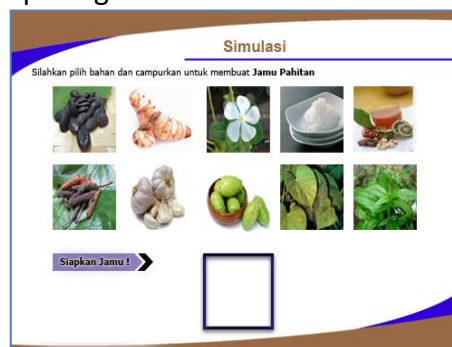 Simulasi
Silahkan pilih bahan dan campurkan untuk membuat Jamu Pahitan
Siapkan Jamu !